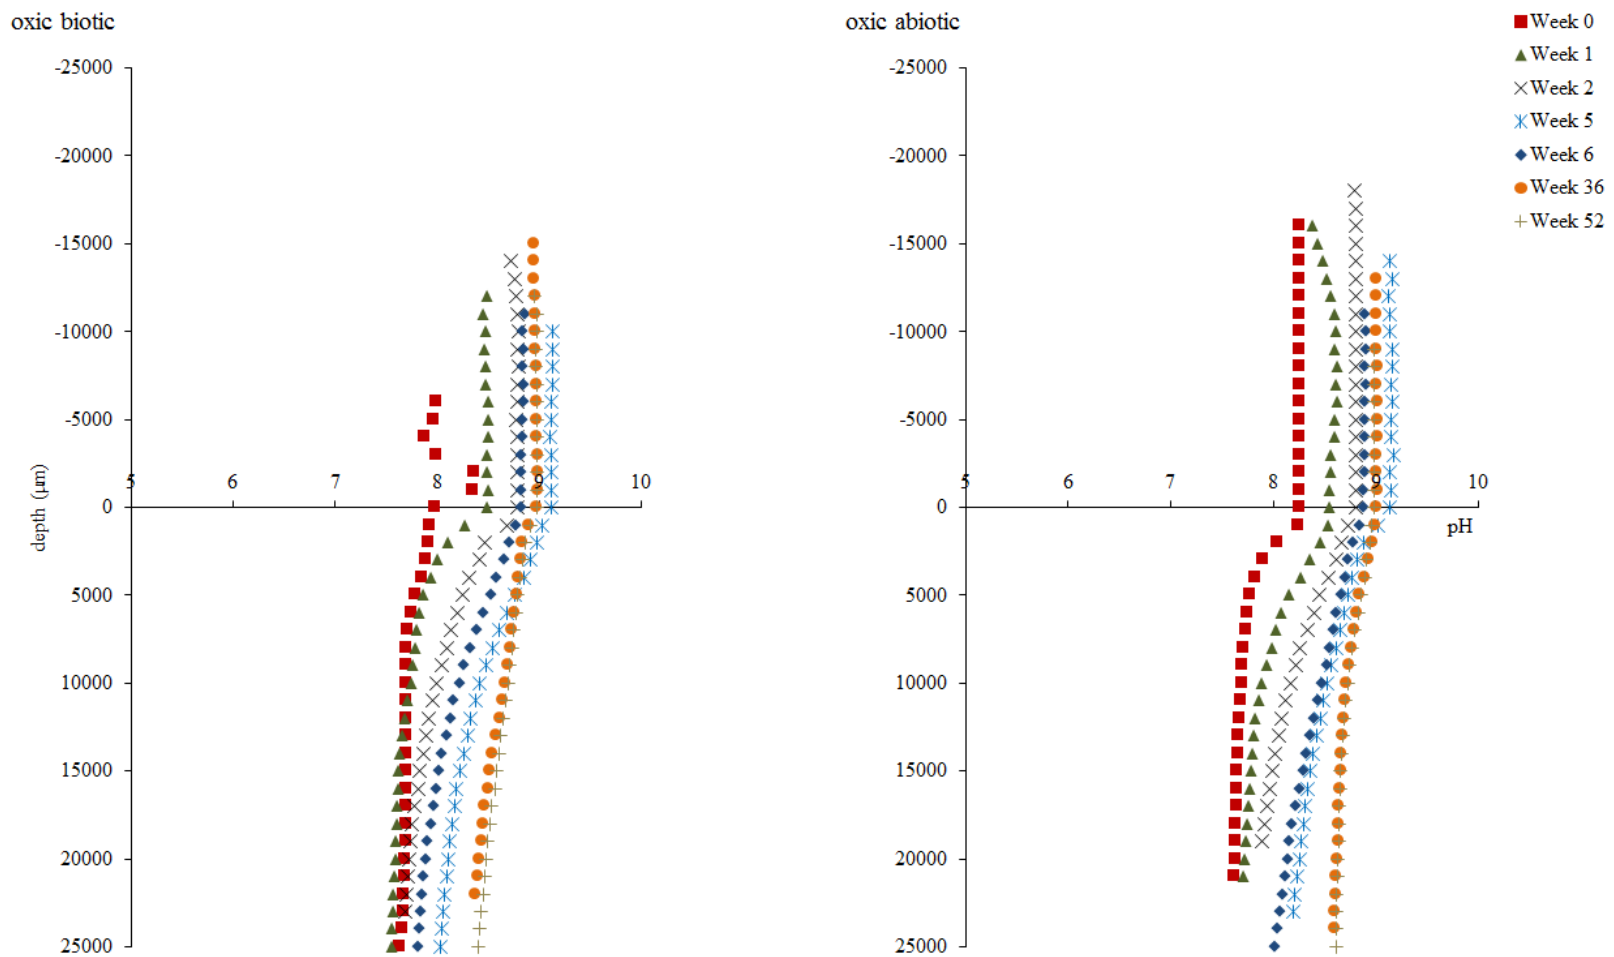 oxic biotic
-25000
-20000
-15000
-10000
-5000
0
5000
10000
15000
20000
25000
5 6 7 8 9 10
depth (µm)
oxic abiotic
-25000
-20000
-15000
-10000
-5000
0
5000
10000
15000
20000
25000
5 6 7 8 9 10
pH
Week 0
Week 1
Week 2
Week 5
Week 6
Week 36
Week 52